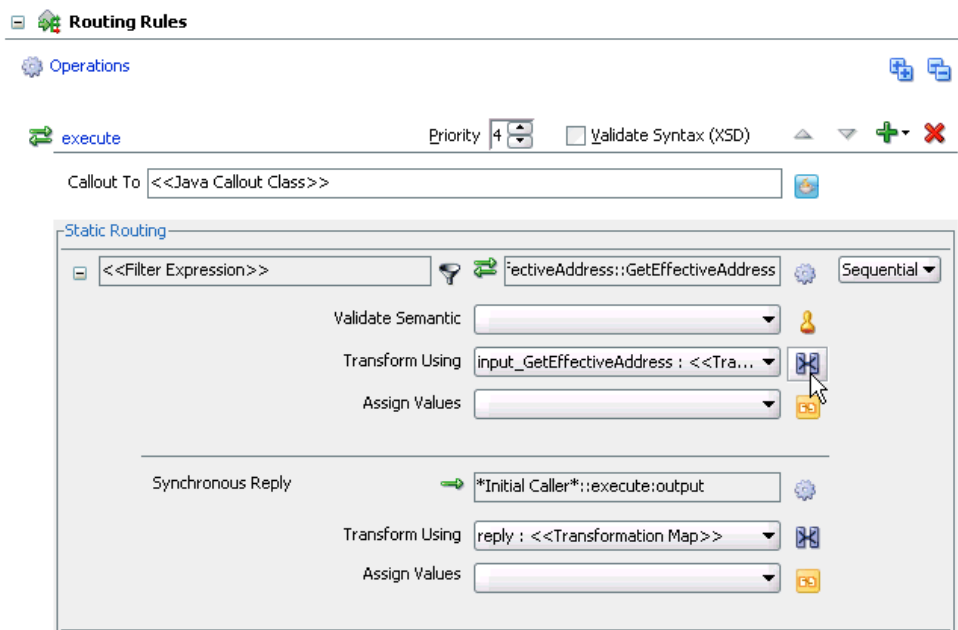 Routing Rules
Operations
execute Priority 4 Validate Syntax (XSD)
Callout To <<Java Callout Class>>
Static Routing
<<Filter Expression>> ectiveAddress::GetEffectiveAddress Sequential
Validate Semantic
Transform Using input_GetEffectiveAddress : <<Tra...
Assign Values
Synchronous Reply *Initial Caller*::execute:output
Transform Using reply : <<Transformation Map>>
Assign Values